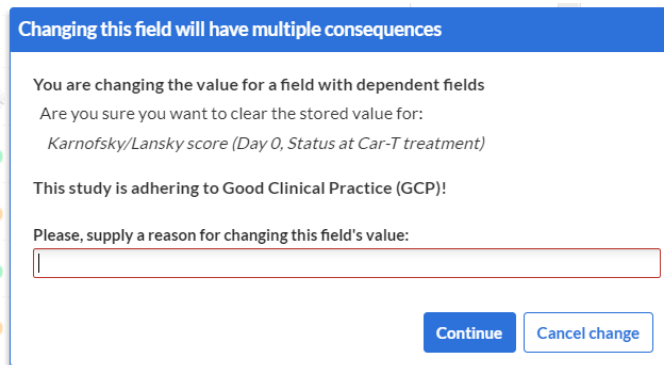 Changing this field will have multiple consequences
You are changing the value for a field with dependent fields
Are you sure you want to clear the stored value for:
Karnofsky/Lansky score (Day 0, Status at Car-T treatment)
This study is adhering to Good Clinical Practice (GCP)!
Please, supply a reason for changing this field's value:
Continue
Cancel change